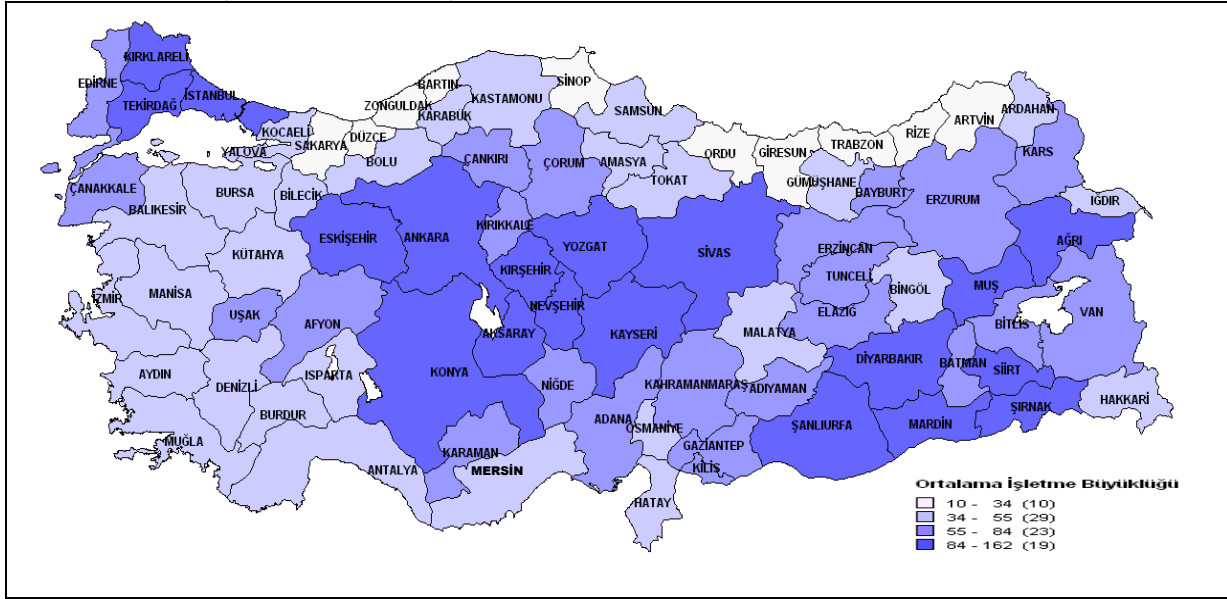 KIRKLARELİ
EDİRNE
TEKİRDAĞ
İSTANBUL
SİNOP
BARTIN
ZONGULDAK
KASTAMONU
KARABÜK
SAMSUN
ARDAHAN
ARTVİN
RİZE
TRABZON
GİRESUN
ORDU
KOCAELİ
YALOVA
SAKARYA
DÜZCE
BOLU
ÇANKIRI
ÇORUM
AMASYA
TOKAT
GÜMÜŞHANE
BAYBURT
ERZURUM
KARS
IĞDIR
AĞRI
ÇANAKKALE
BALIKESİR
BURSA
BİLECİK
ESKİŞEHİR
ANKARA
KIRIKKALE
YOZGAT
SİVAS
ERZİNCAN
TUNCELİ
BİNGÖL
MUŞ
KÜTAHYA
KIRŞEHİR
NEVŞEHİR
İZMİR
MANİSA
UŞAK
AFYON
AKSARAY
KAYSERİ
MALATYA
ELAZIĞ
BİTLİS
VAN
DİYARBAKIR
BATMAN
SİİRT
AYDIN
DENİZLİ
ISPARTA
KONYA
NİĞDE
KAHRAMANMARAŞ
ADIYAMAN
ŞANLIURFA
MARDİN
ŞIRNAK
HAKKARİ
BURDUR
MUĞLA
ANTALYA
KARAMAN
MERSİN
ADANA
OSMANİYE
GAZİANTEP
KİLİS
HATAY
Ortalama İşletme Büyüklüğü
10 - 34 (10)
34 - 55 (29)
55 - 84 (23)
84 - 162 (19)